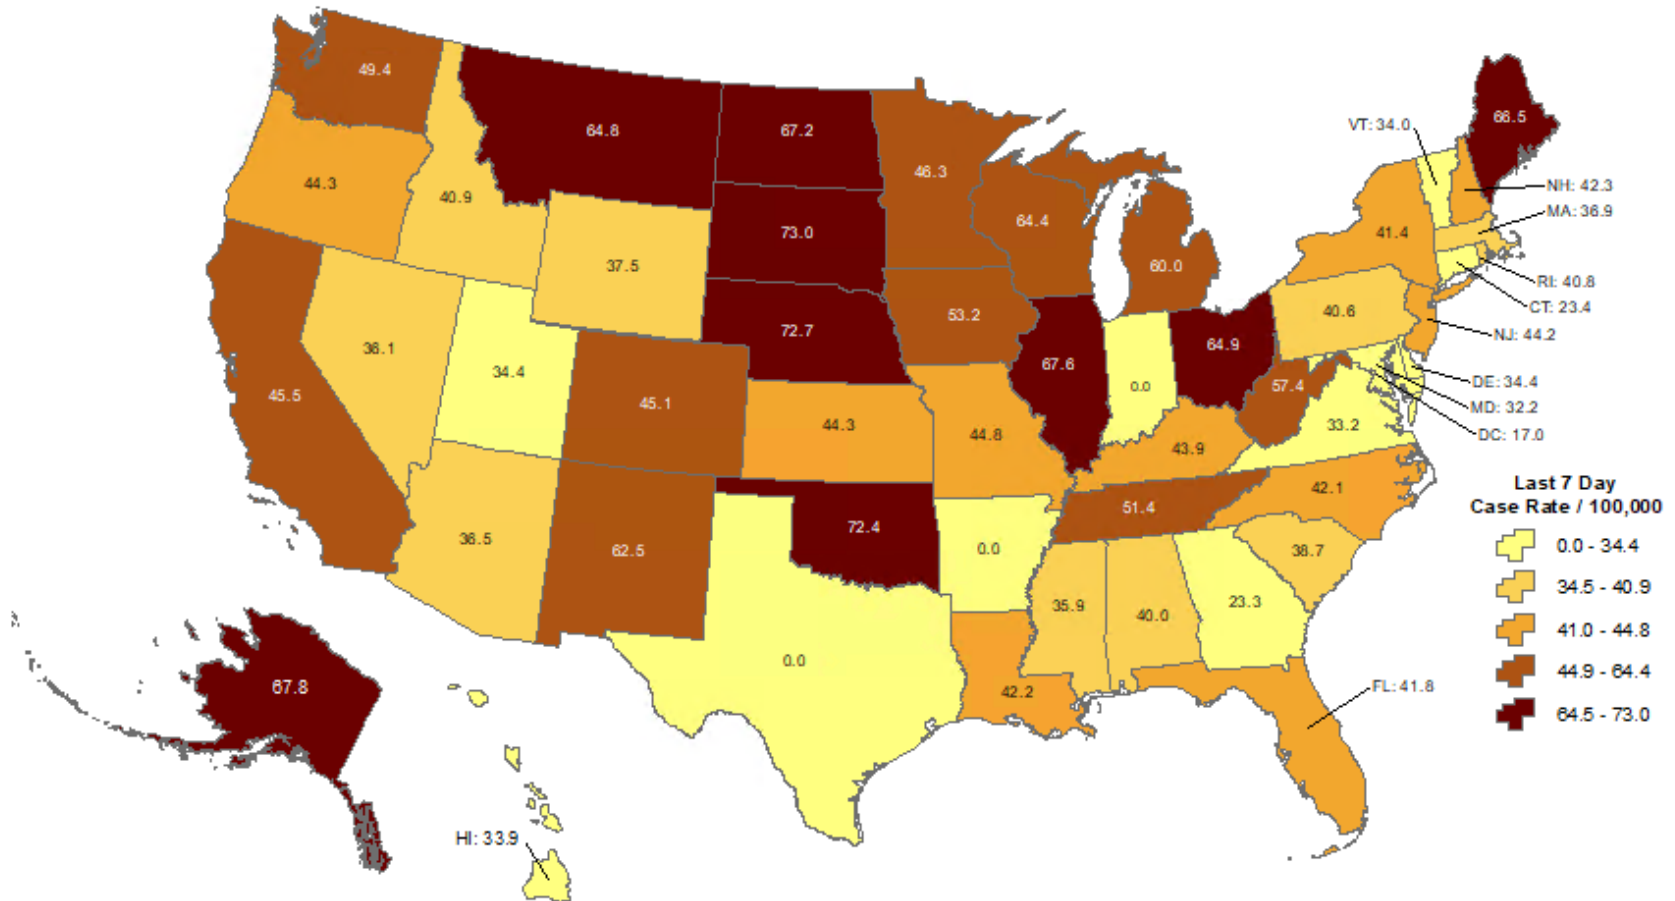 49.4
64.8
67.2
66.5
VT: 34.0
46.3
44.3
40.9
NH: 42.3
MA: 36.9
64.4
73.0
41.4
37.5
60.0
RI: 40.8
CT: 23.4
53.2
40.6
NJ: 44.2
72.7
36.1
64.9
67.6
34.4
0.0
57.4
DE: 34.4
45.5
45.1
MD: 32.2
44.3
44.8
33.2
DC: 17.0
43.9
Last 7 Day
Case Rate / 100,000
42.1
51.4
72.4
36.5
62.5
0.0
38.7
0.0 - 34.4
34.5 - 40.9
35.9
40.0
23.3
41.0 - 44.8
0.0
44.9 - 64.4
67.8
42.2
FL: 41.8
64.5 - 73.0
HI: 33.9